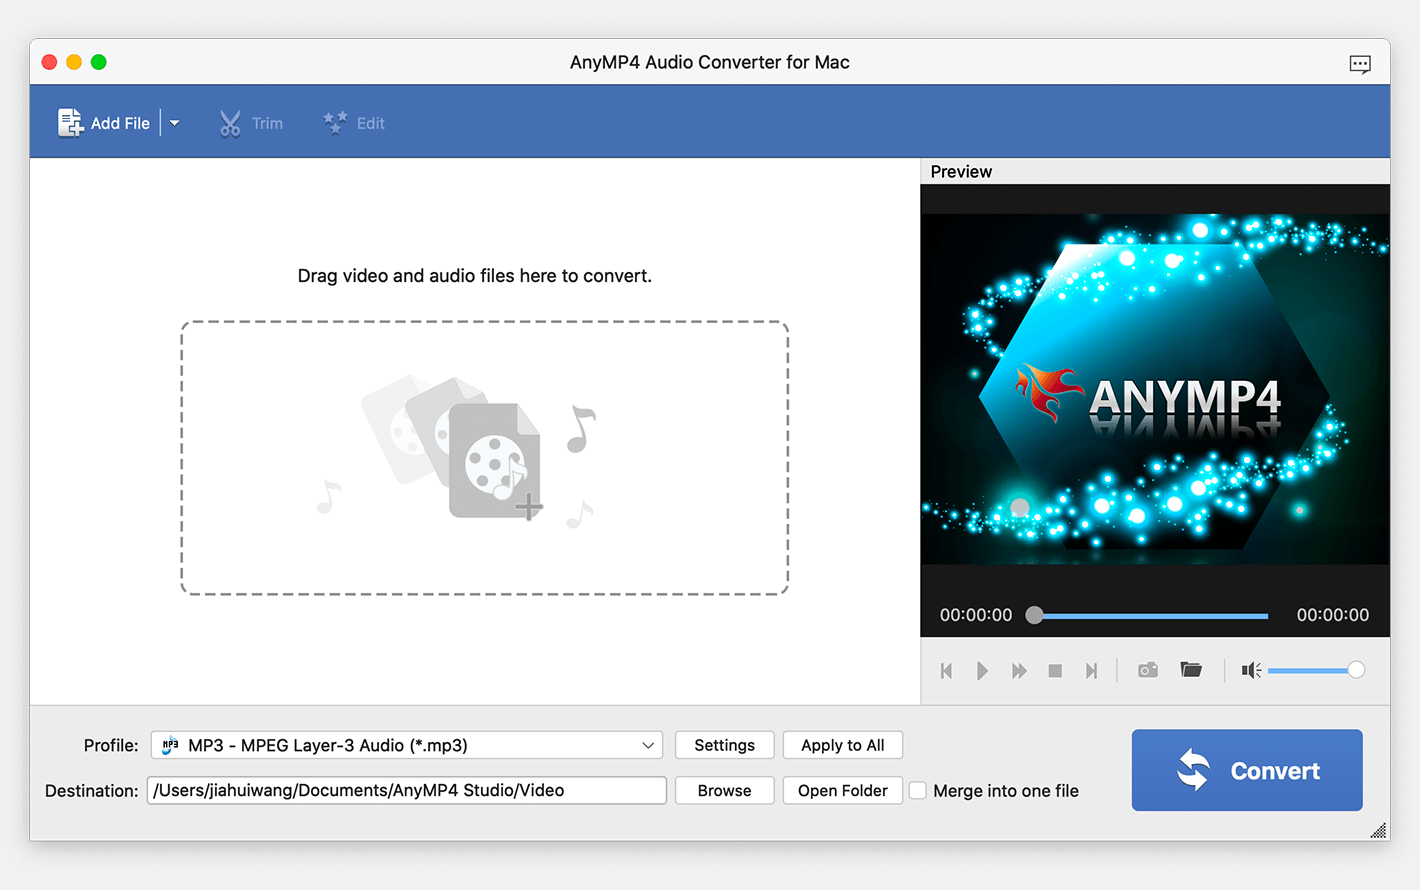 AnyMP4 Audio Converter for Mac
Add File
Trim
Edit
Preview
Drag video and audio files here to convert.
ANYMP4
00:00:00
00:00:00
Profile:
MP3
MP3 - MPEG Layer-3 Audio (*.mp3)
Settings
Apply to All
Convert
Destination:
/Users/jiahuiwang/Documents/AnyMP4 Studio/Video
Browse
Open Folder
Merge into one file